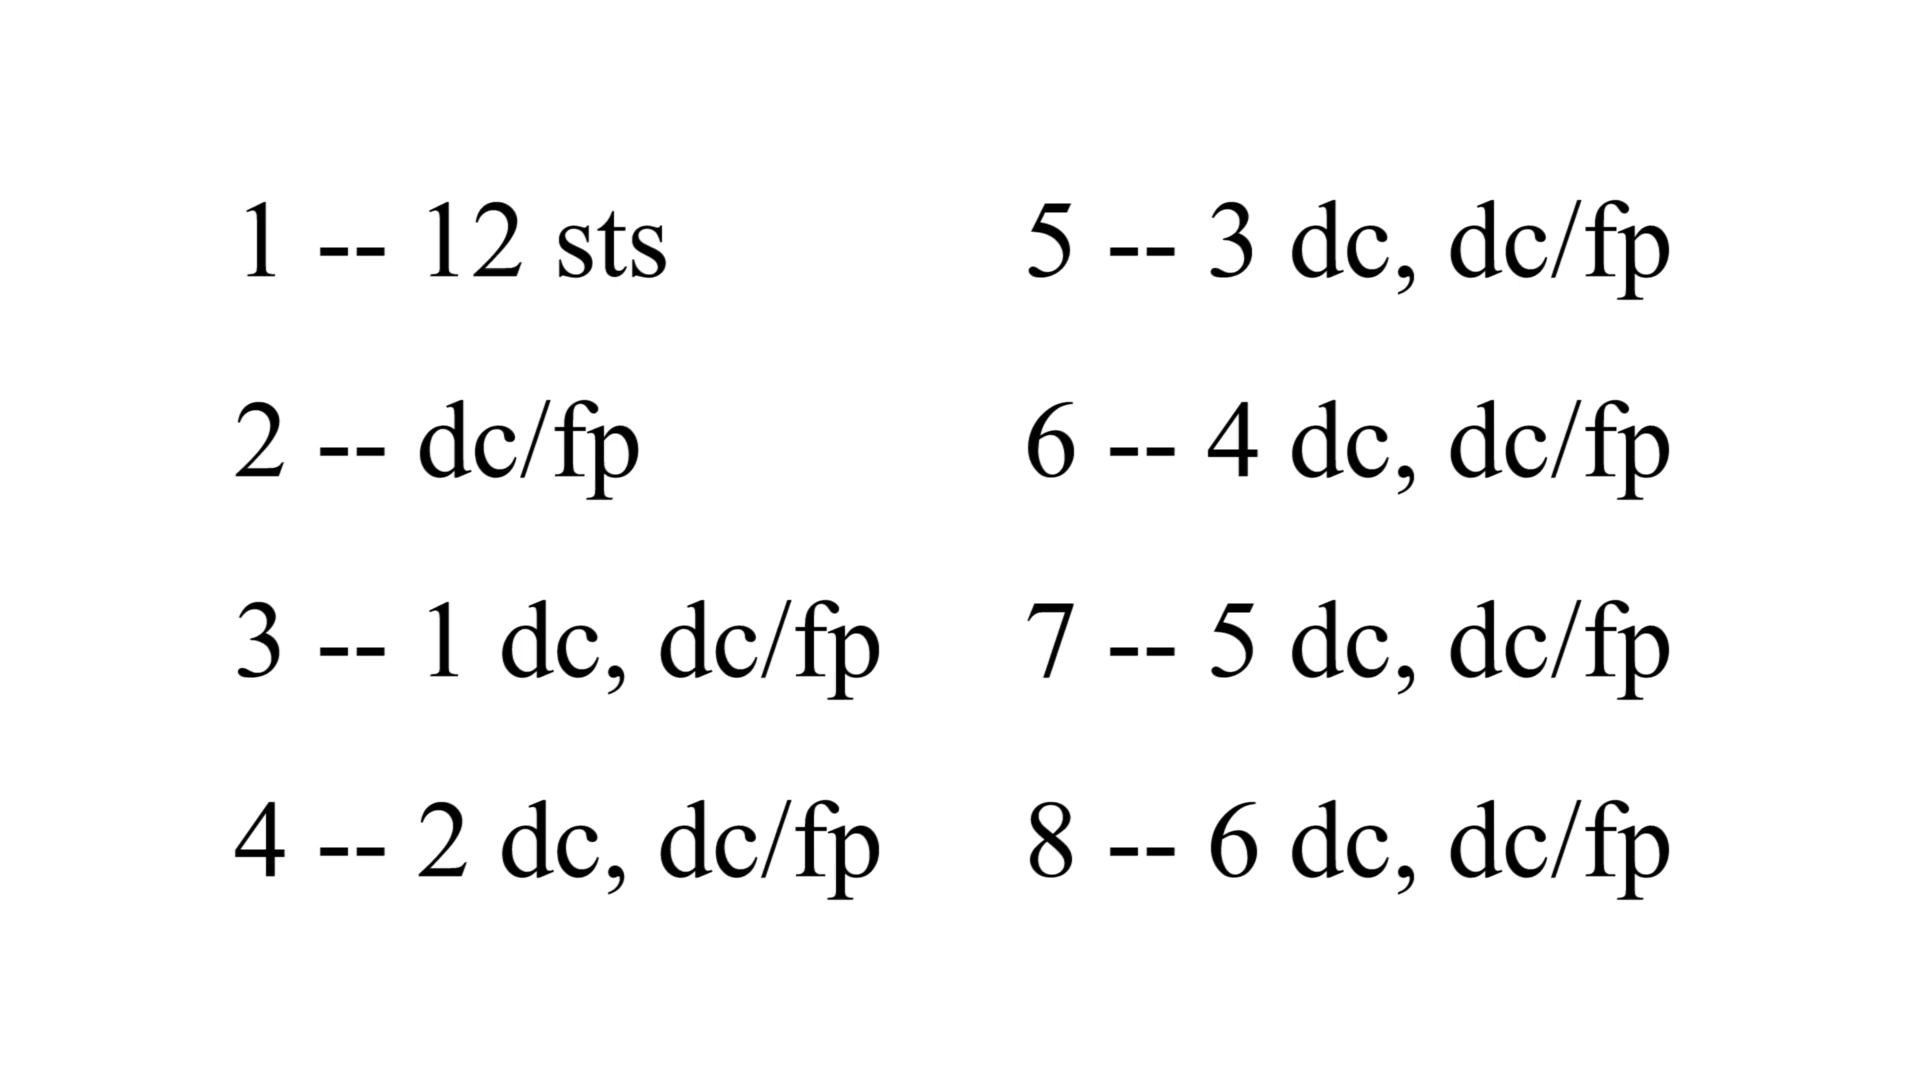 1 -- 12 sts
2 -- dc/fp
3 -- 1 dc, dc/fp
4 -- 2 dc, dc/fp
5 -- 3 dc, dc/fp
6 -- 4 dc, dc/fp
7 -- 5 dc, dc/fp
8 -- 6 dc, dc/fp